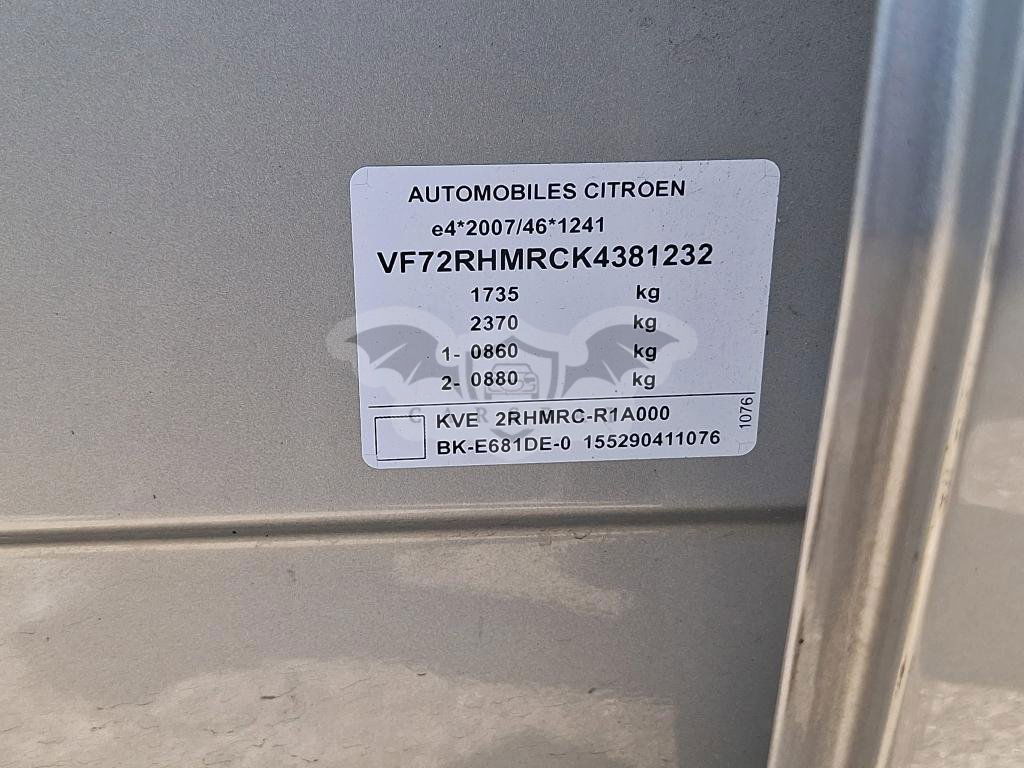 AUTOMOBILES CITROEN
e4*2007/46*1241
VF72RHMRCK4381232
1735 kg
2370 kg
1- 0860 kg
2- 0880 kg
KVE 2RHMRC-R1A000
BK-E681DE-0 155290411076
1076